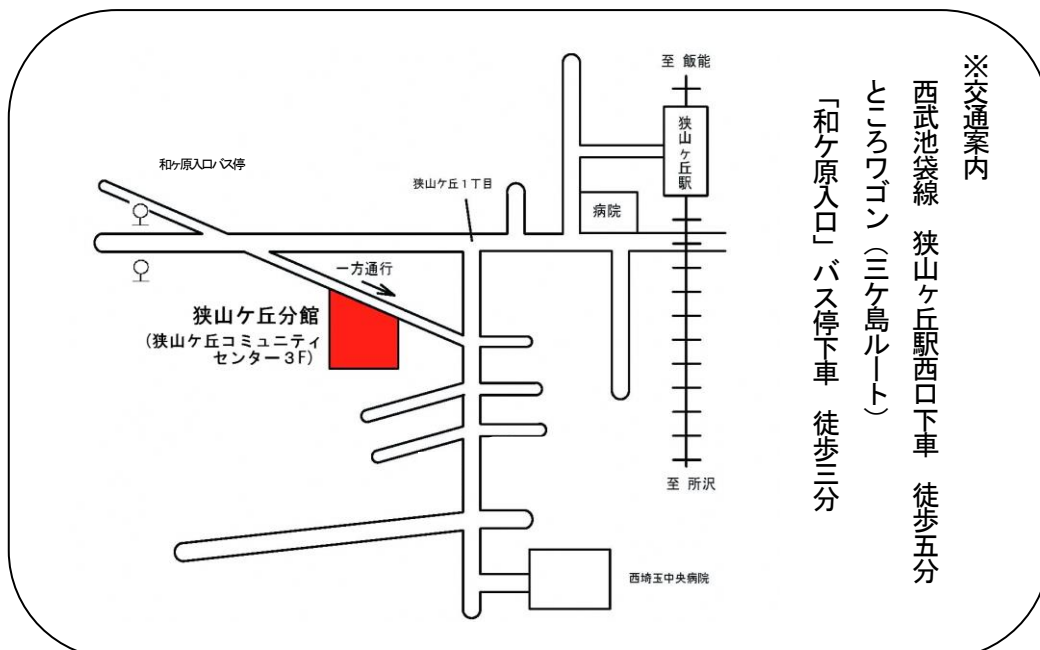 ※交通案内
西武池袋線　狭山ヶ丘駅西口下車　徒歩五分
ところワゴン（三ケ島ルート）
「和ケ原入口」バス停下車　徒歩三分
至 飯能
狭山ヶ丘駅
病院
和ヶ原入口バス停
狭山ケ丘１丁目
一方通行
狭山ケ丘分館
(狭山ケ丘コミュニティ
センター３F)
至 所沢
西埼玉中央病院